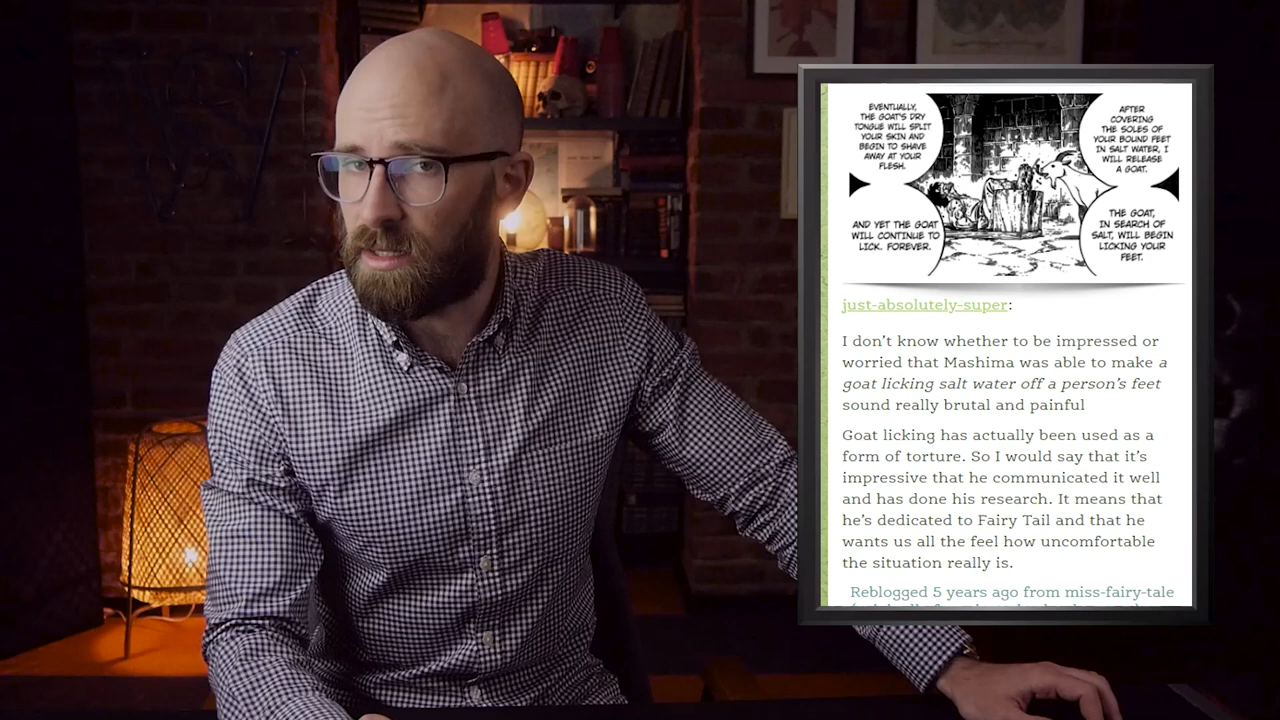 EVENTUALLY,
THE GOAT'S DRY
TONGUE WILL SPLIT
YOUR SKIN AND
BEGIN TO SHAVE
AWAY AT YOUR
FLESH.
AFTER
COVERING
THE SOLES OF
YOUR BOUND FEET
IN SALT WATER, I
WILL RELEASE
A GOAT.
AND YET THE GOAT
WILL CONTINUE TO
LICK. FOREVER.
THE GOAT,
IN SEARCH OF
SALT, WILL BEGIN
LICKING YOUR
FEET.
just-absolutely-super:
I don't know whether to be impressed or
worried that Mashima was able to make a
goat licking salt water off a person's feet
sound really brutal and painful
Goat licking has actually been used as a
form of torture. So I would say that it's
impressive that he communicated it well
and has done his research. It means that
he's dedicated to Fairy Tail and that he
wants us all the feel how uncomfortable
the situation really is.
Reblogged 5 years ago from miss-fairy-tale